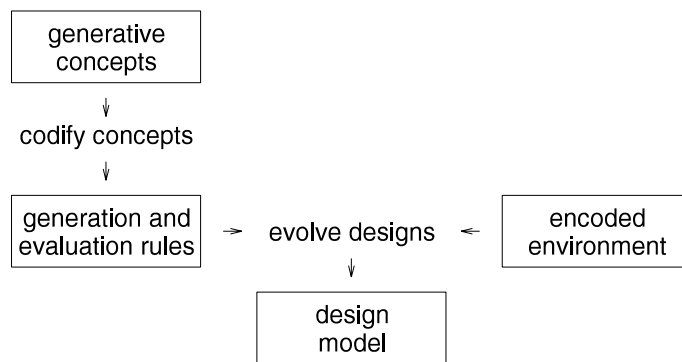 generative
concepts
codify concepts
generation and
evaluation rules
evolve designs
encoded
environment
design
model